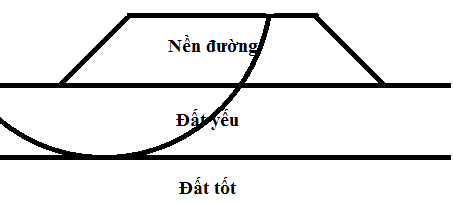 Nền đường
Đất yếu
Đất tốt